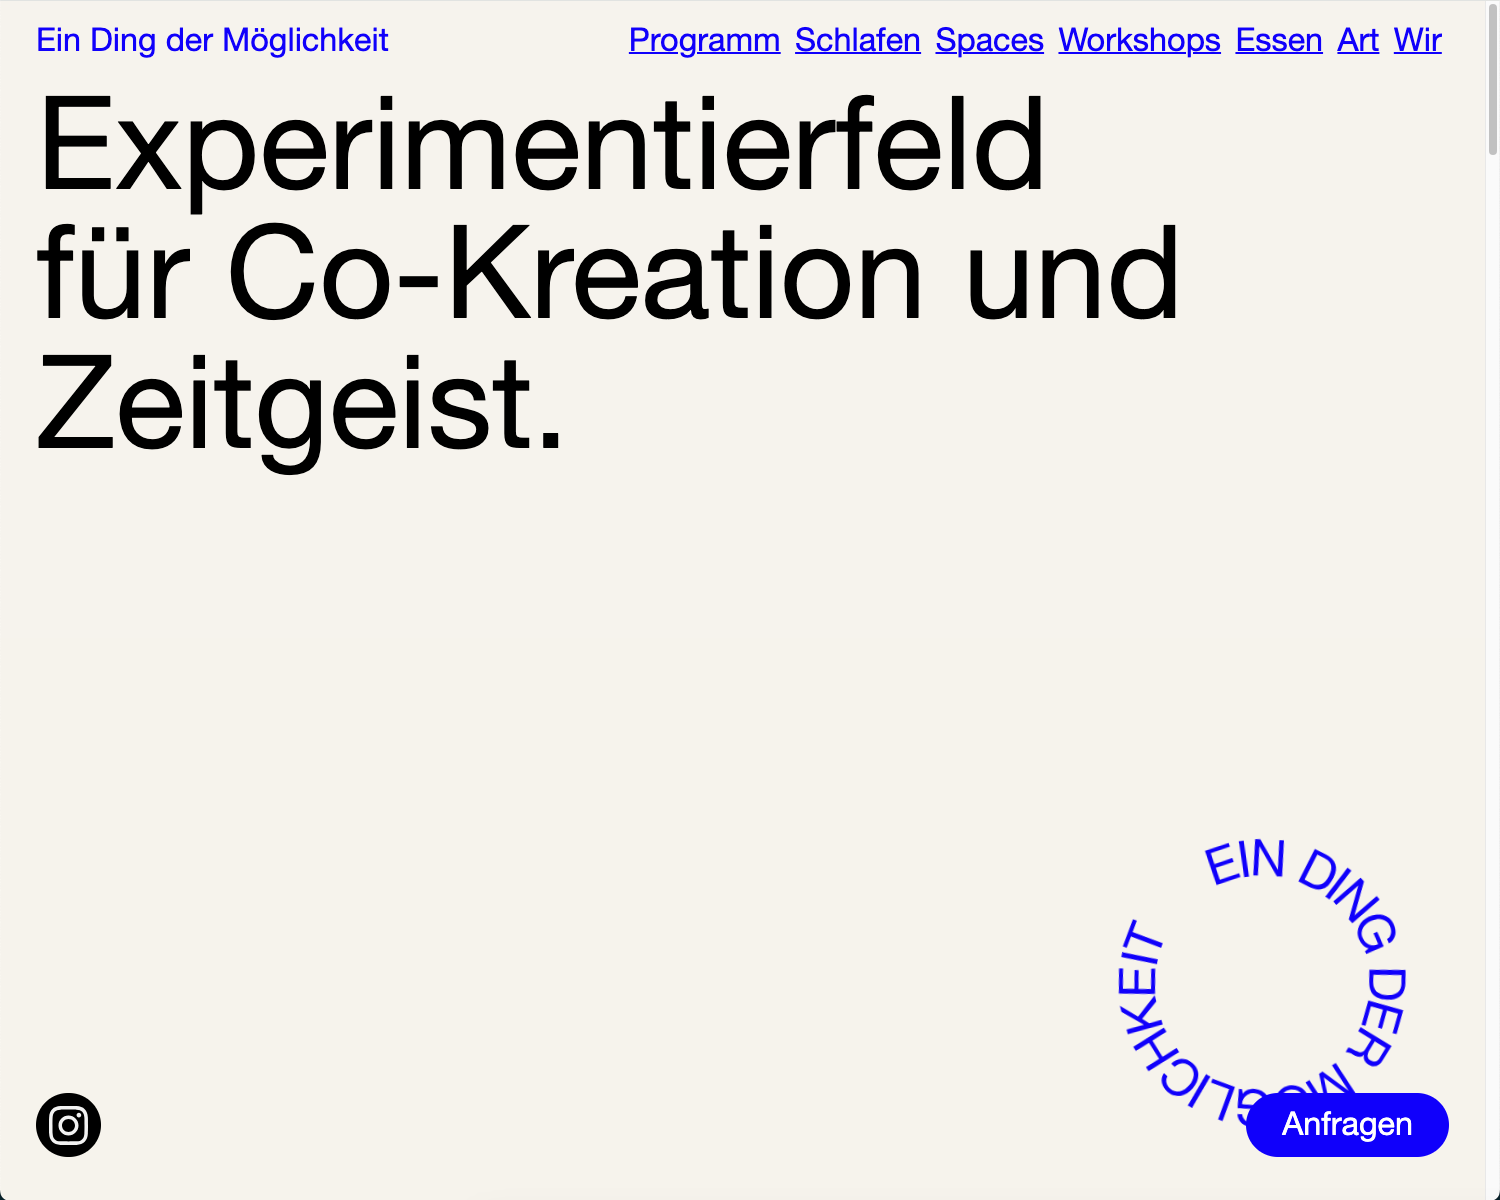 Ein Ding der Möglichkeit
Programm Schlafen Spaces Workshops Essen Art Wir
Experimentierfeld
für Co-Kreation und
Zeitgeist.
EIN DING DER MÖGLICHKEIT
Anfragen